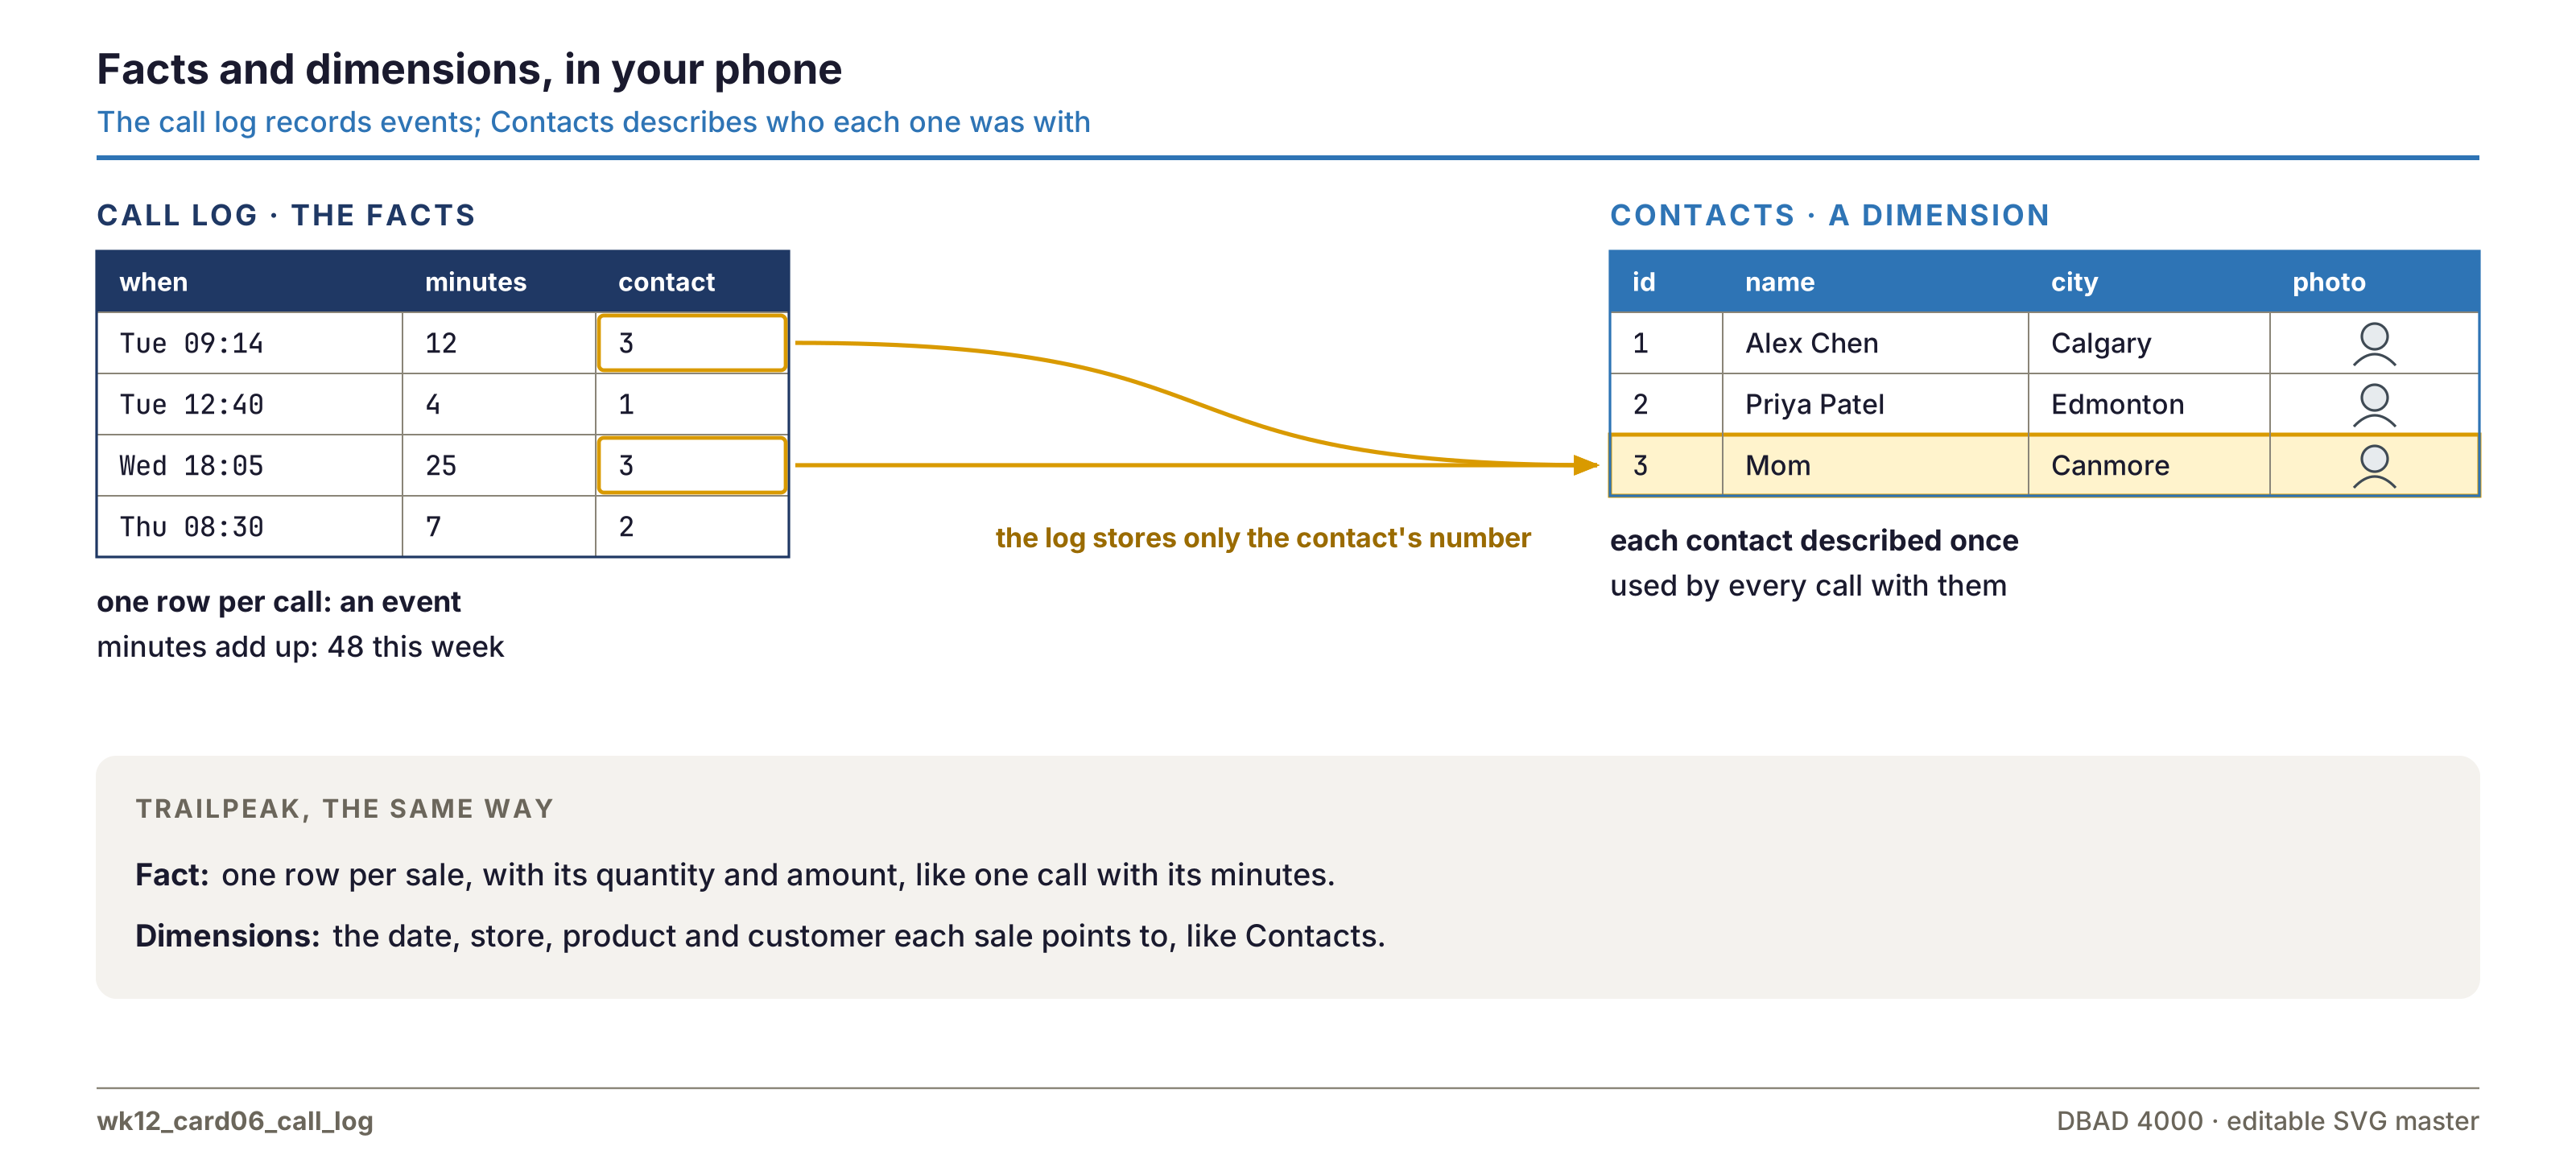 Facts and dimensions, in your phone
The call log records events; Contacts describes who each one was with
CALL LOG · THE FACTS
when minutes contact
Tue 09:14 12 3
Tue 12:40 4 1
Wed 18:05 25 3
Thu 08:30 7 2
one row per call: an event
minutes add up: 48 this week
the log stores only the contact's number
CONTACTS · A DIMENSION
id name city photo
1 Alex Chen Calgary
2 Priya Patel Edmonton
3 Mom Canmore
each contact described once
used by every call with them
TRAILPEAK, THE SAME WAY
Fact: one row per sale, with its quantity and amount, like one call with its minutes.
Dimensions: the date, store, product and customer each sale points to, like Contacts.
wk12_card06_call_log
DBAD 4000 · editable SVG master